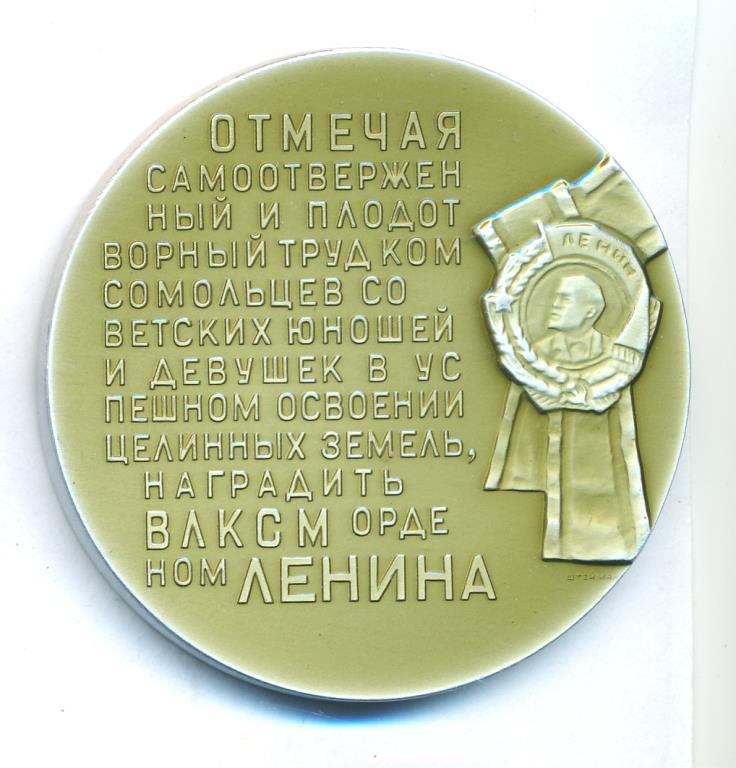 ОТМЕЧАЯ
САМООТВЕРЖЕН
НЫЙ И ПЛОДОТ
ВОРНЫЙ ТРУД КОМ
СОМОЛЬЦЕВ СО
ВЕТСКИХ ЮНОШЕЙ
И ДЕВУШЕК В УС
ПЕШНОМ ОСВОЕНИИ
ЦЕЛИННЫХ ЗЕМЕЛЬ,
НАГРАДИТЬ
ВЛКСМ ОРДЕ
НОМ ЛЕНИНА
ЛЕНИН